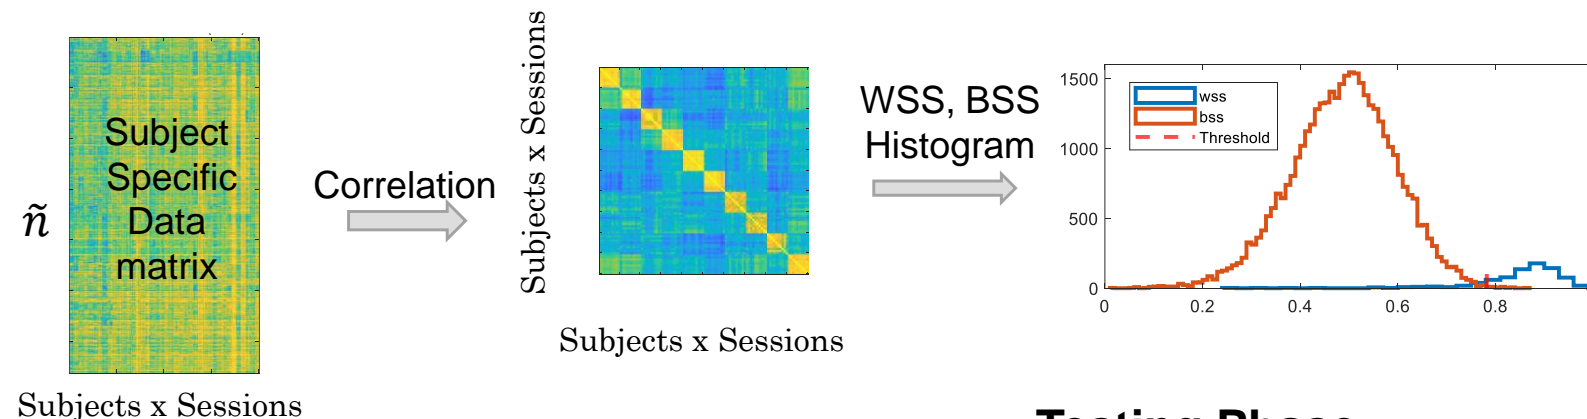 ñ
Subject
Specific
Data
matrix
Subjects x Sessions
Correlation
Subjects x Sessions
Subjects x Sessions
WSS, BSS
Histogram
1500
1000
500
0
0
0.2
0.4
0.6
0.8
wss
bss
Threshold